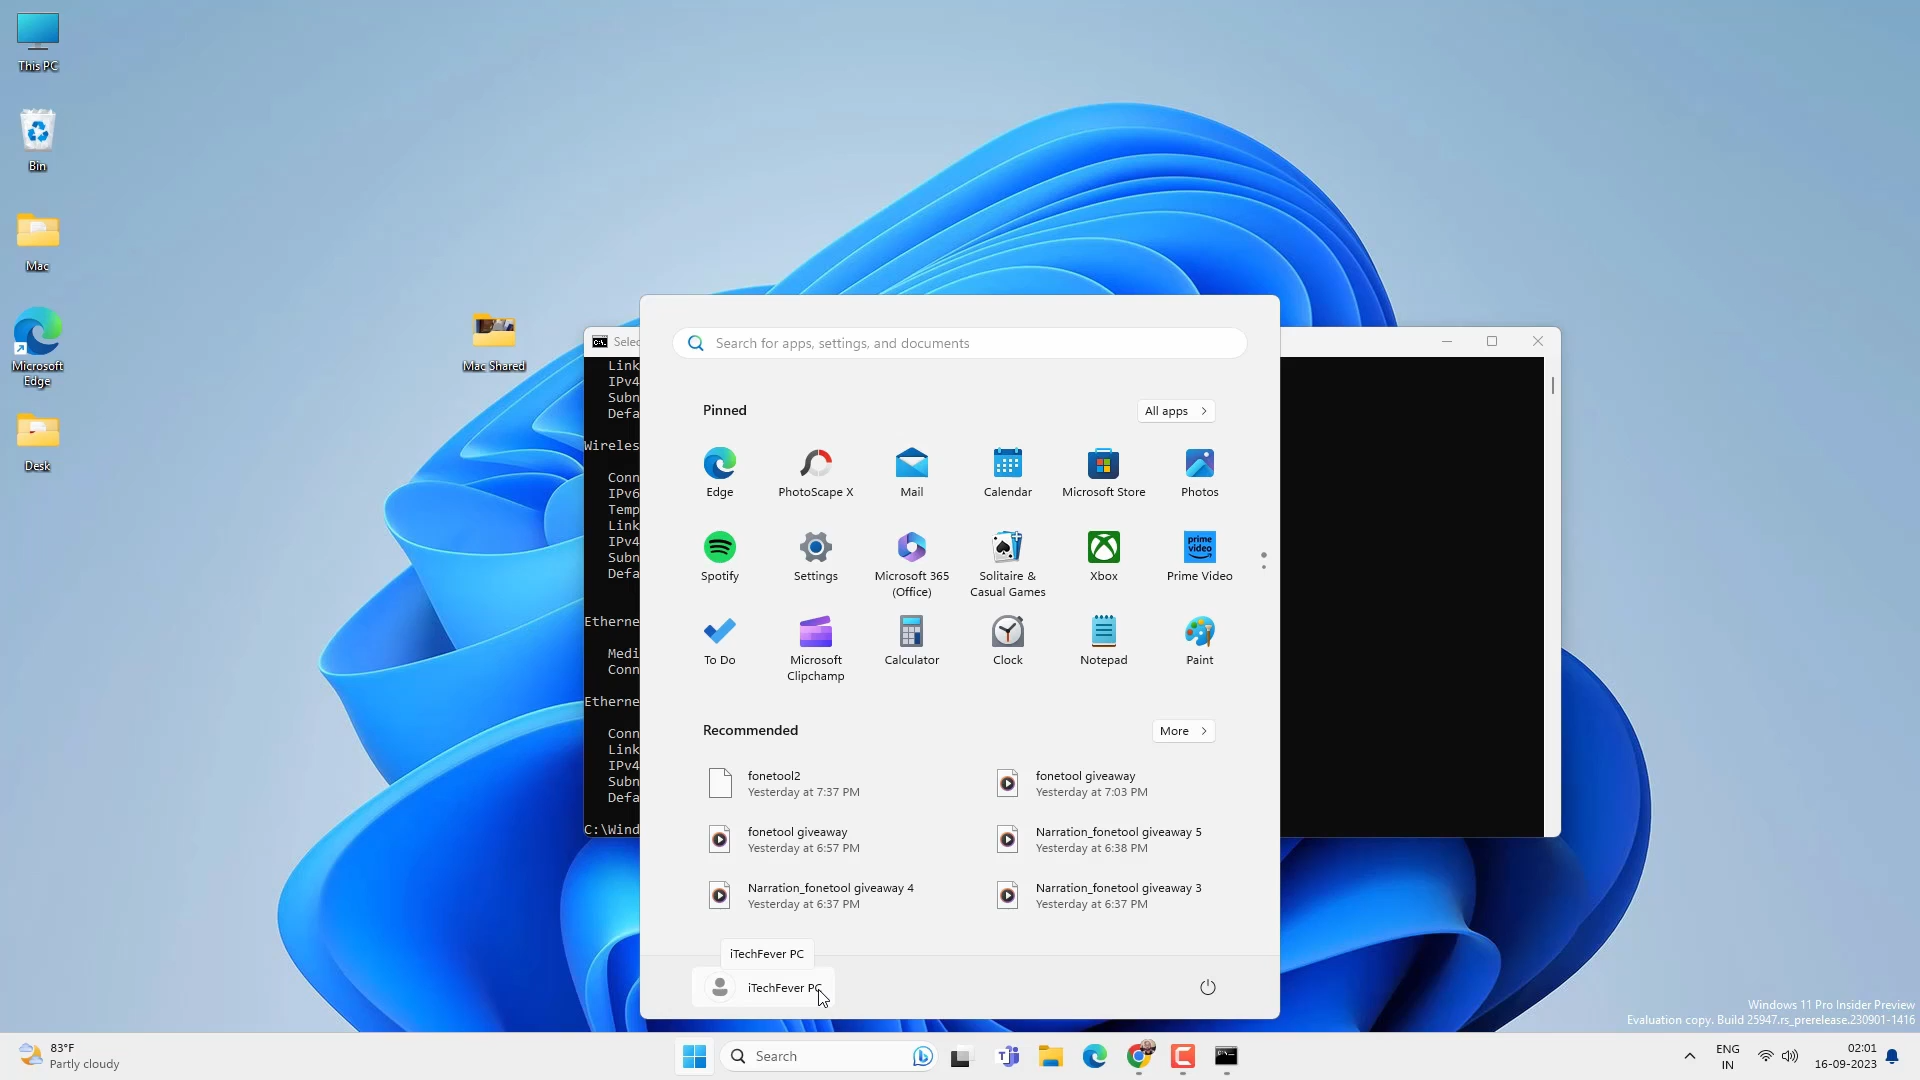 This PC
Bin
Mac
Microsoft
Edge
Desk
Mac Shared
Selec
Link
IPv4
Subn
Defa
Wireles
Conn
IPv6
Temp
Link
IPv4
Subn
Defa
Etherne
Medi
Conn
Etherne
Conn
Link
IPv4
Subn
Defa
C:\Wind
Search for apps, settings, and documents
Pinned
All apps
Edge
PhotoScape X
Mail
Calendar
Microsoft Store
Photos
Spotify
Settings
Microsoft 365
(Office)
Solitaire &
Casual Games
Xbox
prime
video
Prime Video
To Do
Microsoft
Clipchamp
Calculator
Clock
Notepad
Paint
Recommended
More
fonetool2
Yesterday at 7:37 PM
fonetool giveaway
Yesterday at 7:03 PM
fonetool giveaway
Yesterday at 6:57 PM
Narration_fonetool giveaway 5
Yesterday at 6:38 PM
Narration_fonetool giveaway 4
Yesterday at 6:37 PM
Narration_fonetool giveaway 3
Yesterday at 6:37 PM
iTechFever PC
iTechFever PC
Windows 11 Pro Insider Preview
Evaluation copy. Build 25947.rs_prerelease.230901-1416
83°F
Partly cloudy
Search
ENG
IN
02:01
16-09-2023